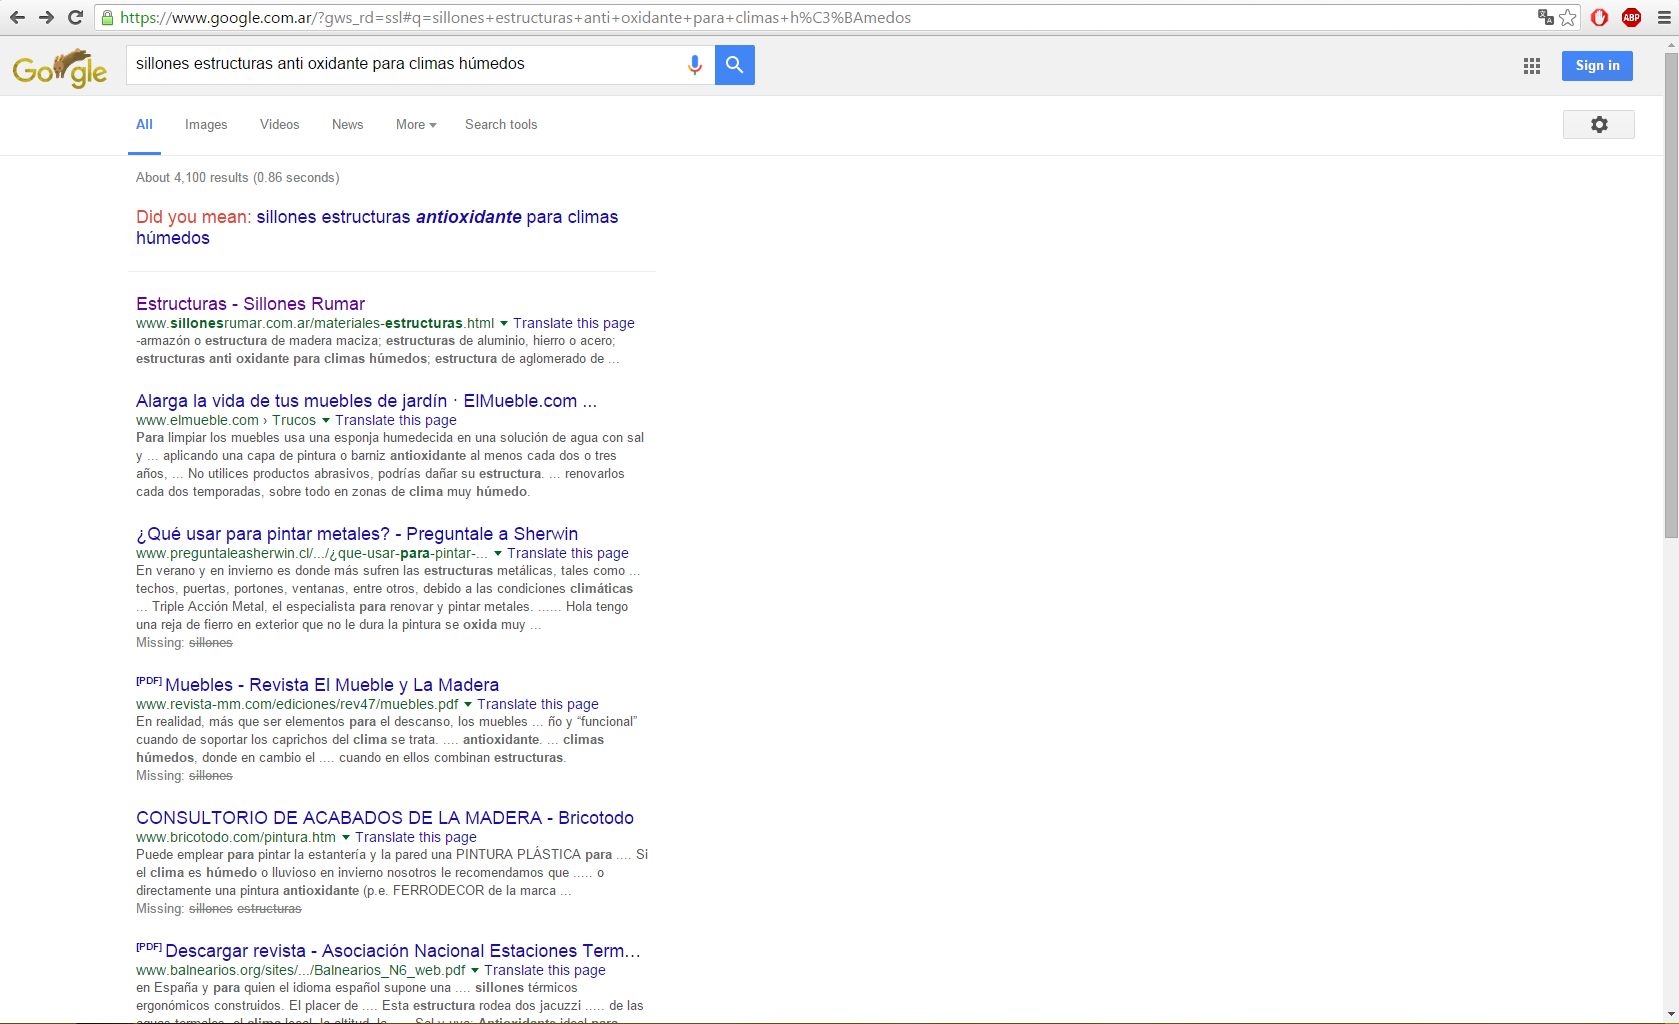 https://www.google.com.ar/?gws_rd=ssl#q=sillones+estructuras+anti+oxidante+para+climas+h%C3%BAmedos
ABP
Google
sillones estructuras anti oxidante para climas húmedos
Sign in
All Images Videos News More Search tools
About 4,100 results (0.86 seconds)
Did you mean: sillones estructuras antioxidante para climas
húmedos
Estructuras - Sillones Rumar
www.sillonesrumar.com.ar/materiales-estructuras.html Translate this page
-armazón o estructura de madera maciza; estructuras de aluminio, hierro o acero;
estructuras anti oxidante para climas húmedos; estructura de aglomerado de ...
Alarga la vida de tus muebles de jardín · ElMueble.com ...
www.elmueble.com › Trucos Translate this page
Para limpiar los muebles usa una esponja humedecida en una solución de agua con sal
y ... aplicando una capa de pintura o barniz antioxidante al menos cada dos o tres
años, ... No utilices productos abrasivos, podrías dañar su estructura. ... renovarlos
cada dos temporadas, sobre todo en zonas de clima muy húmedo.
¿Qué usar para pintar metales? - Preguntale a Sherwin
www.preguntaleasherwin.cl/.../¿que-usar-para-pintar-... Translate this page
En verano y en invierno es donde más sufren las estructuras metálicas, tales como ...
techos, puertas, portones, ventanas, entre otros, debido a las condiciones climáticas
... Triple Acción Metal, el especialista para renovar y pintar metales. ...... Hola tengo
una reja de fierro en exterior que no le dura la pintura se oxida muy ...
Missing: sillones
[PDF] Muebles - Revista El Mueble y La Madera
www.revista-mm.com/ediciones/rev47/muebles.pdf Translate this page
En realidad, más que ser elementos para el descanso, los muebles ... ño y “funcional”
cuando de soportar los caprichos del clima se trata. .... antioxidante. ... climas
húmedos, donde en cambio el .... cuando en ellos combinan estructuras.
Missing: sillones
CONSULTORIO DE ACABADOS DE LA MADERA - Bricotodo
www.bricotodo.com/pintura.htm Translate this page
Puede emplear para pintar la estantería y la pared una PINTURA PLÁSTICA para .... Si
el clima es húmedo o lluvioso en invierno nosotros le recomendamos que ..... o
directamente una pintura antioxidante (p.e. FERRODECOR de la marca ...
Missing: sillones estructuras
[PDF] Descargar revista - Asociación Nacional Estaciones Term...
www.balnearios.org/sites/.../Balnearios_N6_web.pdf Translate this page
en España y para quien el idioma español supone una .... sillones térmicos
ergonómicos construidos. El placer de .... Esta estructura rodea dos jacuzzi ..... de las
aguas termales, el clima local, la altitud, la .... Sal y uva: Antioxidante ideal para